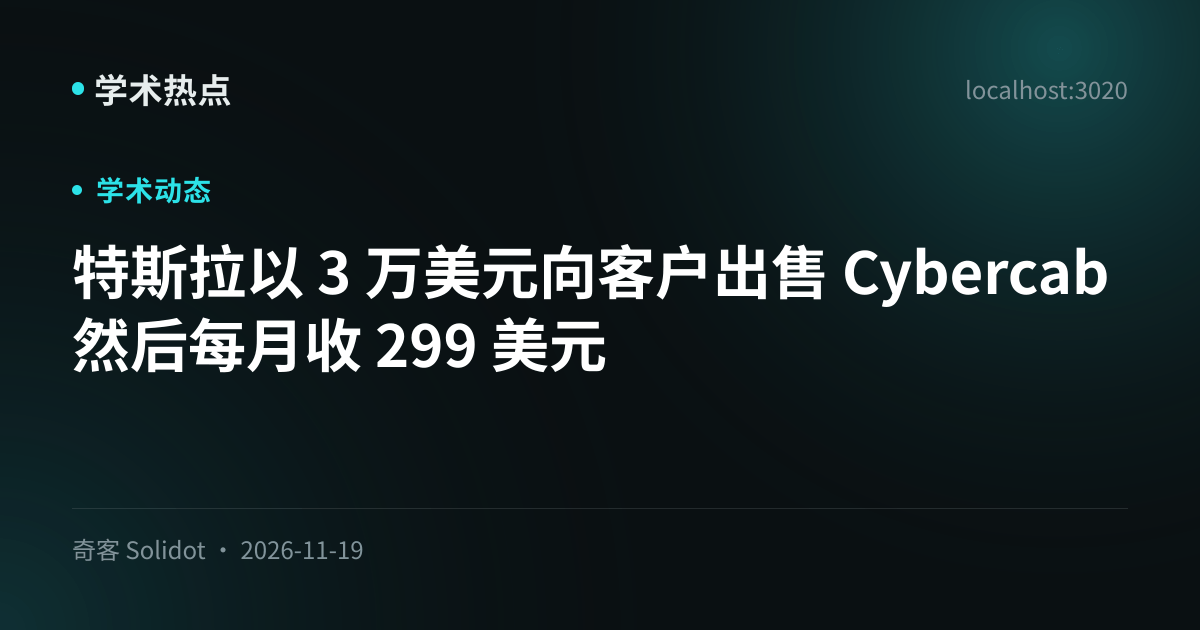 学术热点
localhost:3020
学术动态
特斯拉以 3 万美元向客户出售 Cybercab
然后每月收 299 美元
奇客 Solidot · 2026-11-19